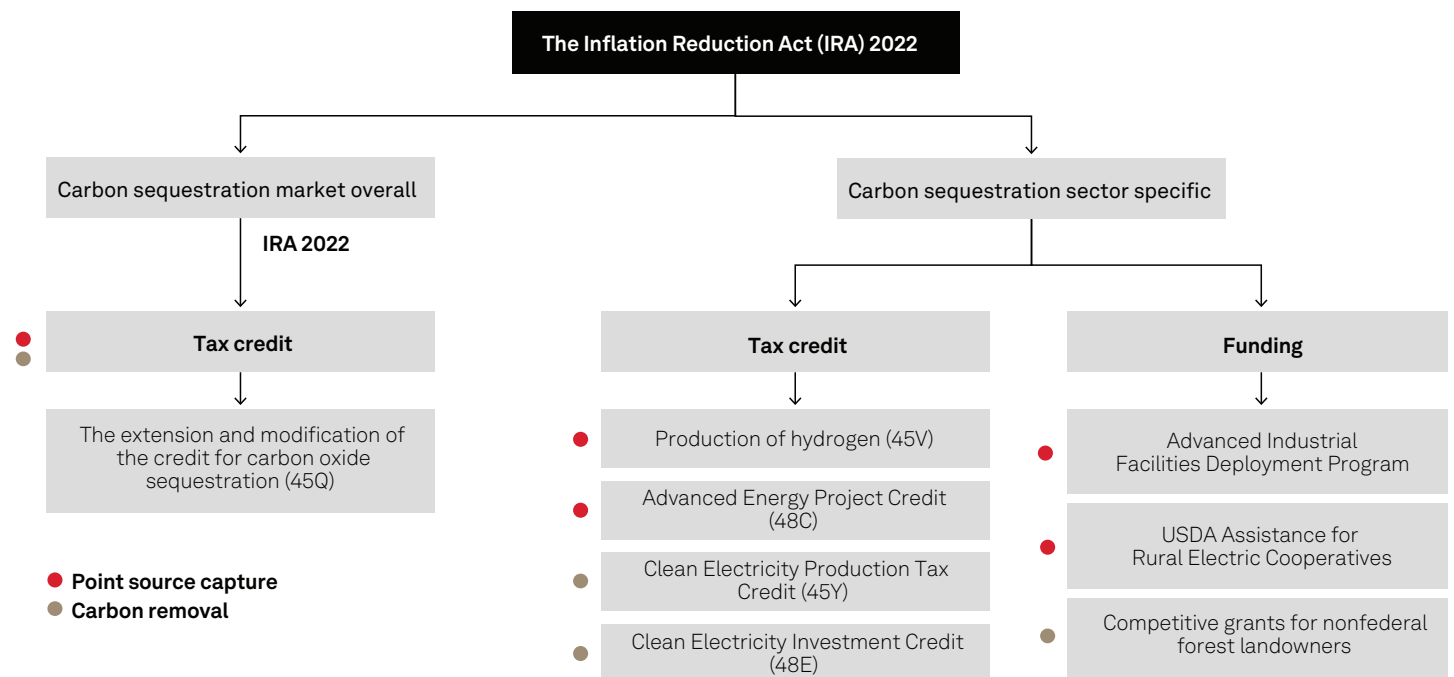 The Inflation Reduction Act (IRA) 2022
Carbon sequestration market overall
Carbon sequestration sector specific
IRA 2022
Tax credit
Tax credit
Funding
The extension and modification of
the credit for carbon oxide
sequestration (45Q)
Production of hydrogen (45V)
Advanced Energy Project Credit
(48C)
Clean Electricity Production Tax
Credit (45Y)
Clean Electricity Investment Credit
(48E)
Advanced Industrial
Facilities Deployment Program
USDA Assistance for
Rural Electric Cooperatives
Competitive grants for nonfederal
forest landowners
Point source capture
Carbon removal